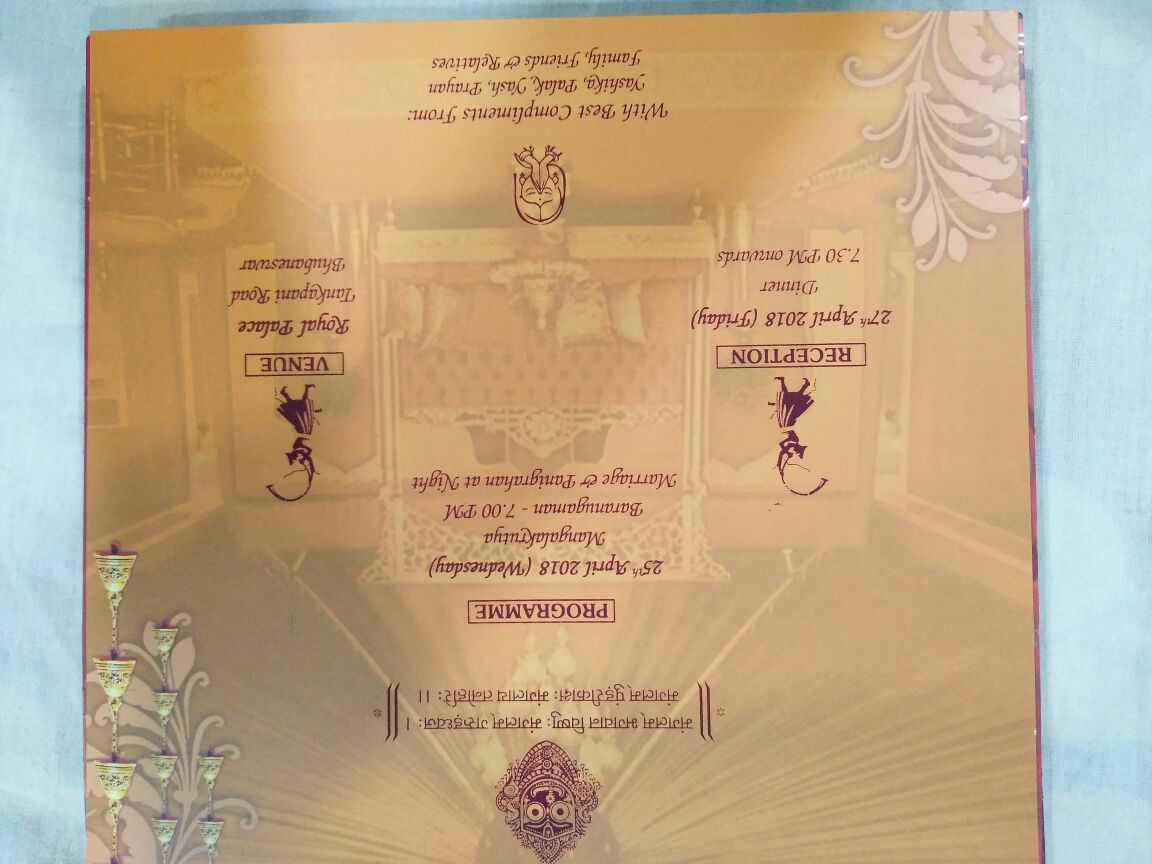 * || मंगलम् भगवान विष्णु: मंगलम् गरुड़ध्वज: ।
मंगलम् पुंडरीकाक्ष: मंगलाय तनोहरि: ।। || *
PROGRAMME
25th April 2018 (Wednesday)
Mangalakrutya
Baranugaman - 7.00 PM
Marriage & Panigrahan at Night
RECEPTION
27th April 2018 (Friday)
Dinner
7.30 PM onwards
VENUE
Royal Palace
Tankapani Road
Bhubaneswar
With Best Compliments From:
Yashika, Palak, Yash, Prayan
Family, Friends & Relatives